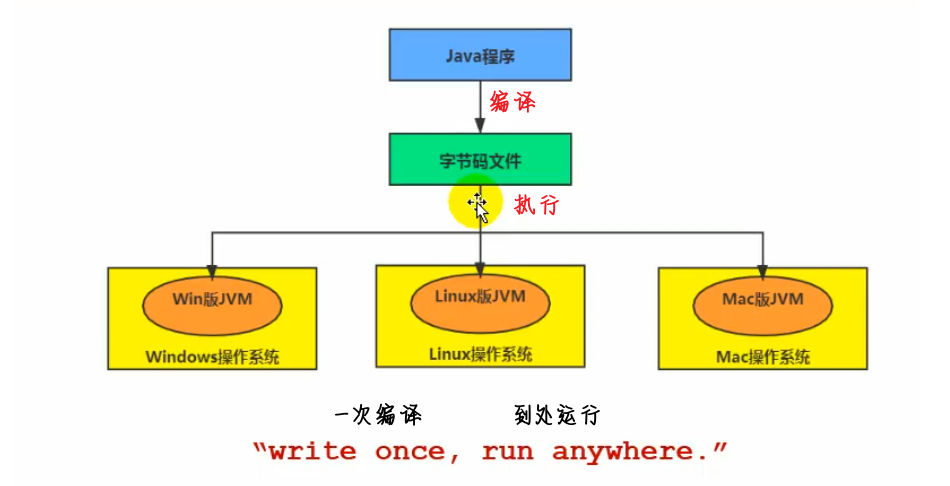 Java程序
编译
字节码文件
执行
Win版JVM
Windows操作系统
Linux版JVM
Linux操作系统
Mac版JVM
Mac操作系统
一次编译 到处运行
“write once, run anywhere.”